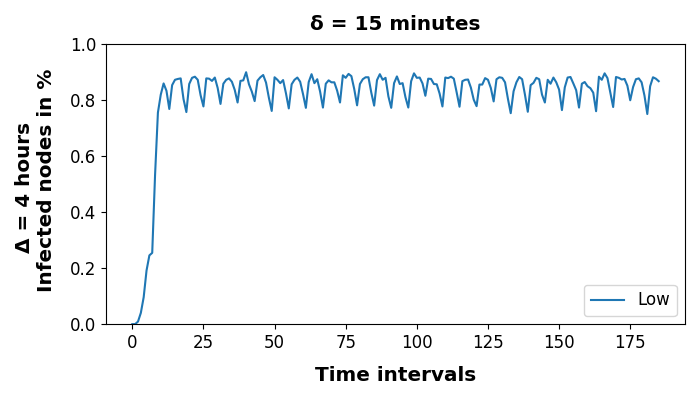 δ = 15 minutes
Δ = 4 hours
Infected nodes in %
1.0
0.8
0.6
0.4
0.2
0.0
Low
0 25 50 75 100 125 150 175
Time intervals